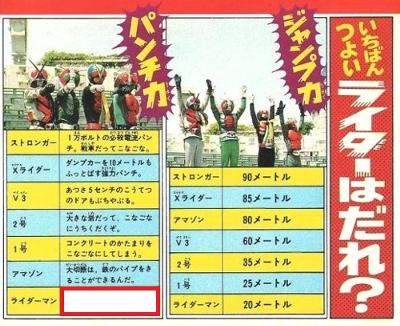 いちばん
つよい
ライダーはだれ?
ジャンプ力
ストロンガー 90メートル
Xライダー 85メートル
アマゾン 80メートル
V3 60メートル
2号 35メートル
1号 25メートル
ライダーマン 20メートル
パンチ力
ストロンガー 1万ボルトの必殺電流パン
チ。戦車だってこなごな。
Xライダー ダンプカーを10メートルも
ふっとばす強力パンチ。
V3 あつさ5センチのこうてつ
のドアもぶちやぶる。
2号 大きな岩だって、こなごな
にうちくだくぞ。
1号 コンクリートのかたまりを
こなごなにしてしまう。
アマゾン 大切断は、鉄のパイプをき
ることができるんだ。
ライダーマン